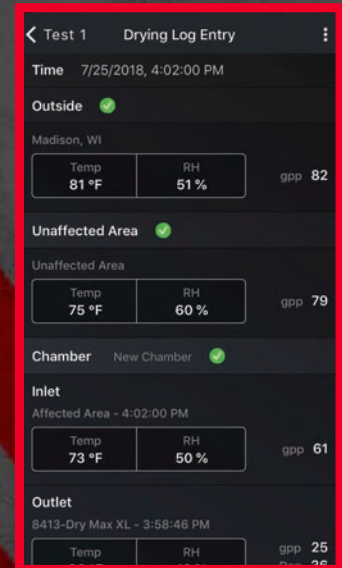 Test 1 Drying Log Entry
Time 7/25/2018, 4:02:00 PM
Outside
Madison, WI
Temp RH
81 °F 51 % gpp 82
Unaffected Area
Unaffected Area
Temp RH
75 °F 60 % gpp 79
Chamber New Chamber
Inlet
Affected Area - 4:02:00 PM
Temp RH
73 °F 50 % gpp 61
Outlet
8413-Dry Max XL - 3:58:46 PM
Temp RH gpp 25